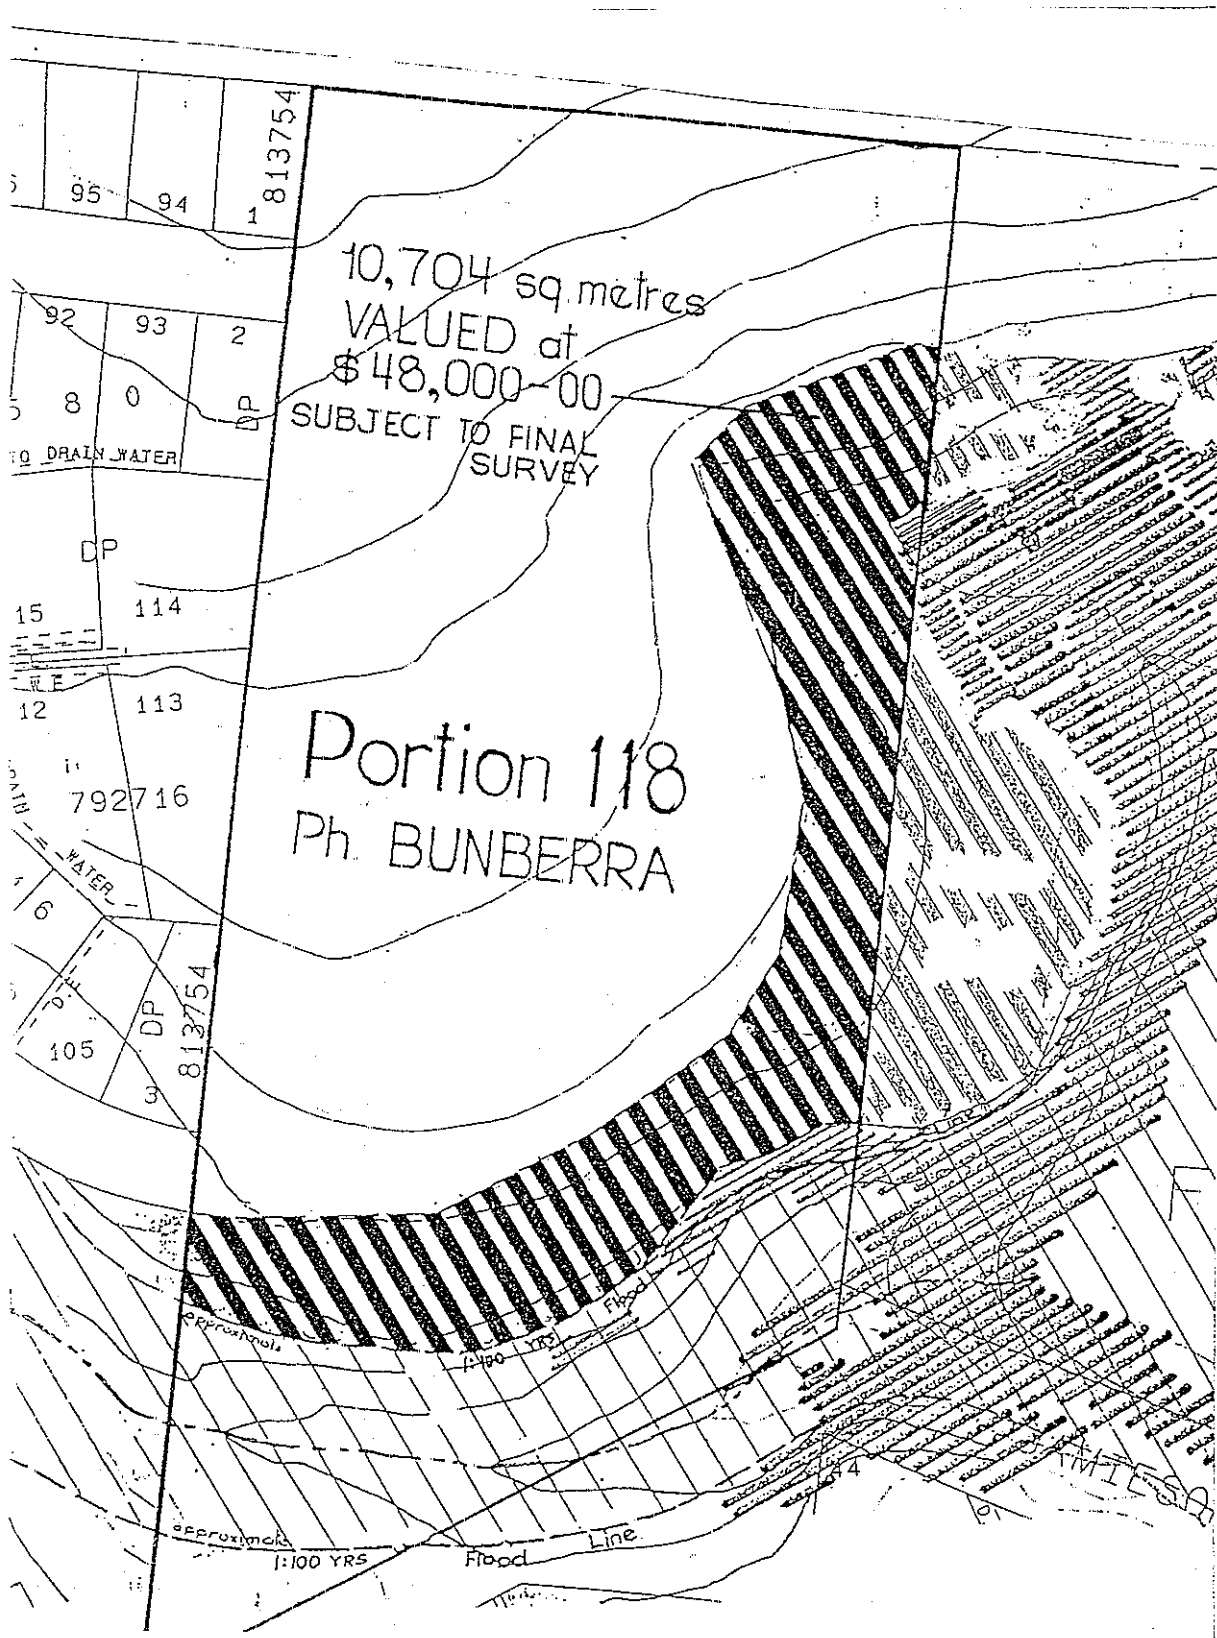 813754
95
94
1
10,704 sq.metres
VALUED at
$48,000-00
SUBJECT TO FINAL
SURVEY
92
93
2
8
0
DP
TO DRAIN WATER
DP
15
114
W.E
12
113
792716
Portion 118
Ph. BUNBERRA
WATER
6
D.E
DP
813754
105
3
Link
approximate
1:100 YRS
Flood
44
approximate
1:100 YRS
Flood
Line